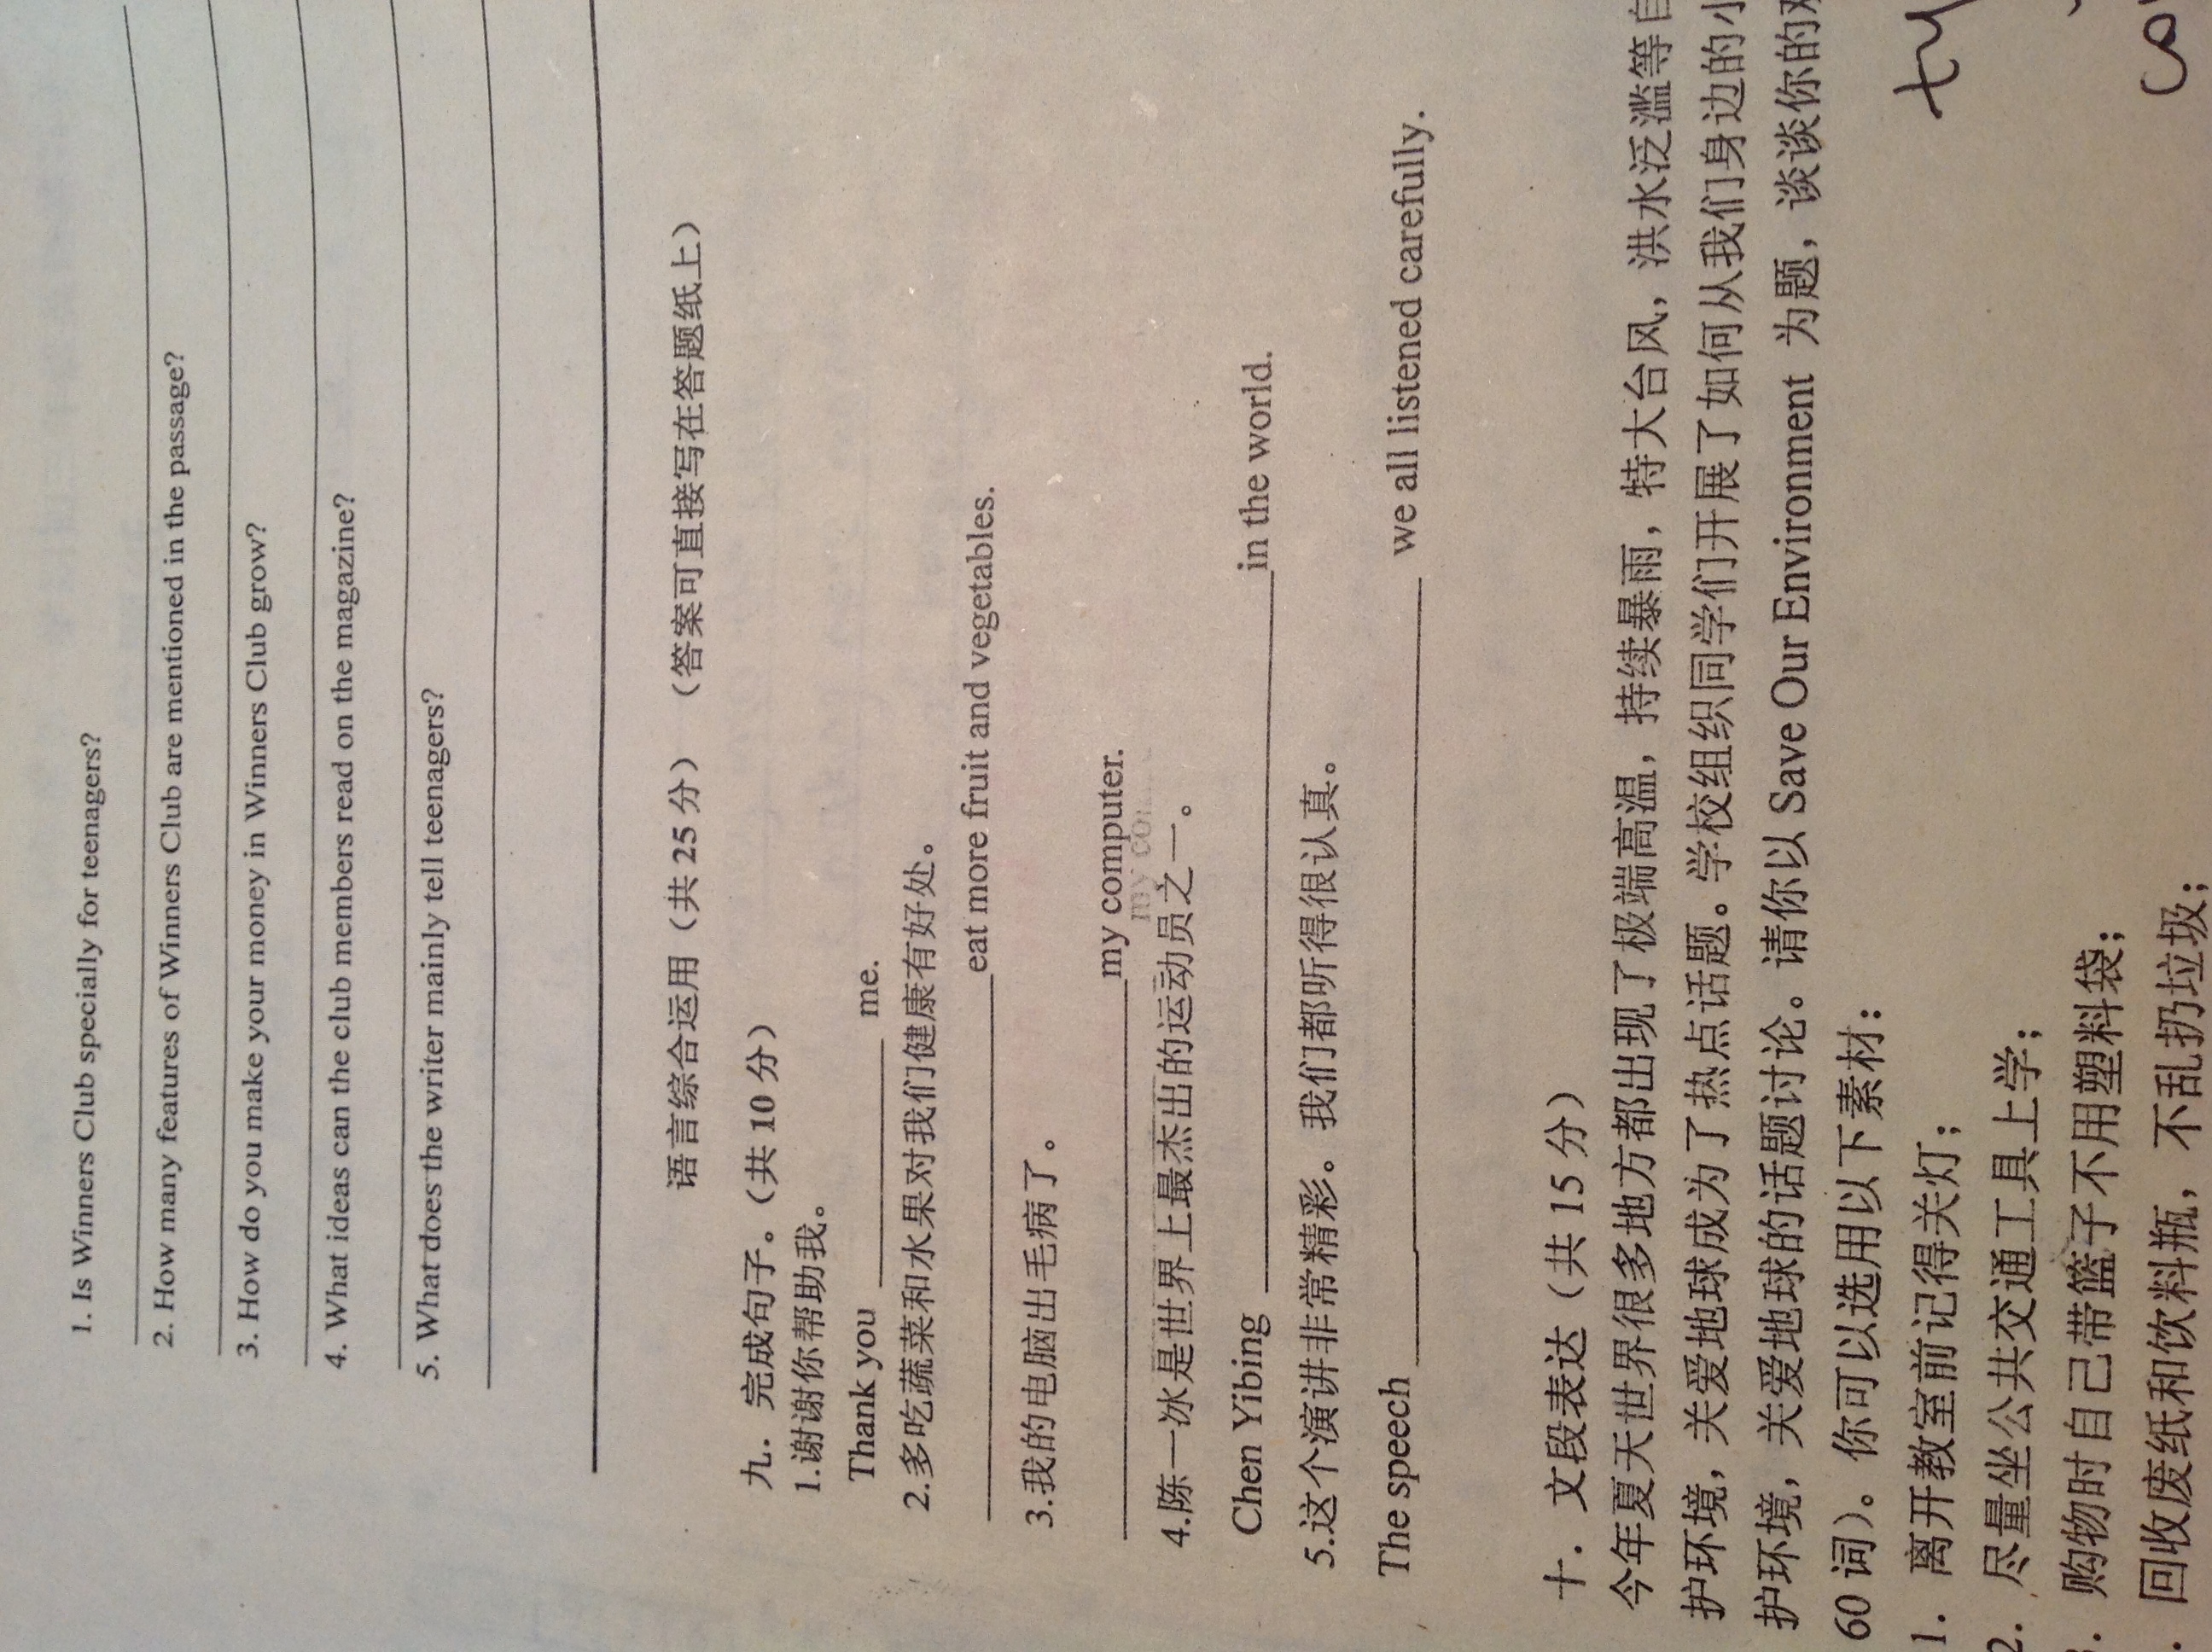 1. Is Winners Club specially for teenagers?
2. How many features of Winners Club are mentioned in the passage?
3. How do you make your money in Winners Club grow?
4. What ideas can the club members read on the magazine?
5. What does the writer mainly tell teenagers?
语言综合运用（共 25 分） （答案可直接写在答题纸上）
九. 完成句子。（共 10 分）
1.谢谢你帮助我。
Thank you ____________ me.
2.多吃蔬菜和水果对我们健康有好处。
____________eat more fruit and vegetables.
3.我的电脑出毛病了。
____________my computer.
4.陈一冰是世界上最杰出的运动员之一。
Chen Yibing ____________in the world.
5.这个演讲非常精彩。我们都听得很认真。
The speech ____________ we all listened carefully.
十. 文段表达（共 15 分）
今年夏天世界很多地方都出现了极端高温，持续暴雨，特大台风，洪水泛滥等自
护环境，关爱地球成为了热点话题。学校组织同学们开展了如何从我们身边的小
护环境，关爱地球的话题讨论。请你以 Save Our Environment 为题，谈谈你的
60 词）。你可以选用以下素材：
1. 离开教室前记得关灯；
ty
2. 尽量坐公共交通工具上学；
. 购物时自己带篮子不用塑料袋；
. 回收废纸和饮料瓶，不乱扔垃圾；
co